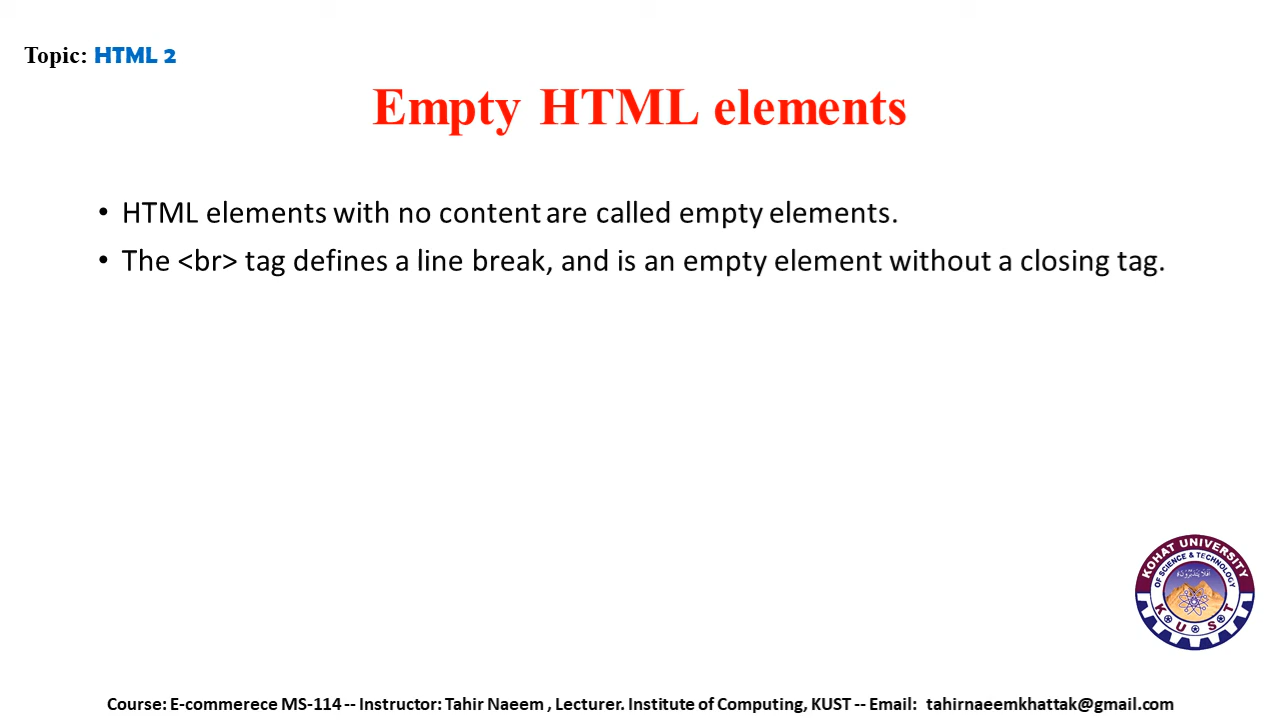 Topic: HTML 2
Empty HTML elements
• HTML elements with no content are called empty elements.
• The <br> tag defines a line break, and is an empty element without a closing tag.
KOHAT UNIVERSITY
OF SCIENCE & TECHNOLOGY
K U S T
Course: E-commerece MS-114 -- Instructor: Tahir Naeem , Lecturer. Institute of Computing, KUST -- Email: tahirnaeemkhattak@gmail.com